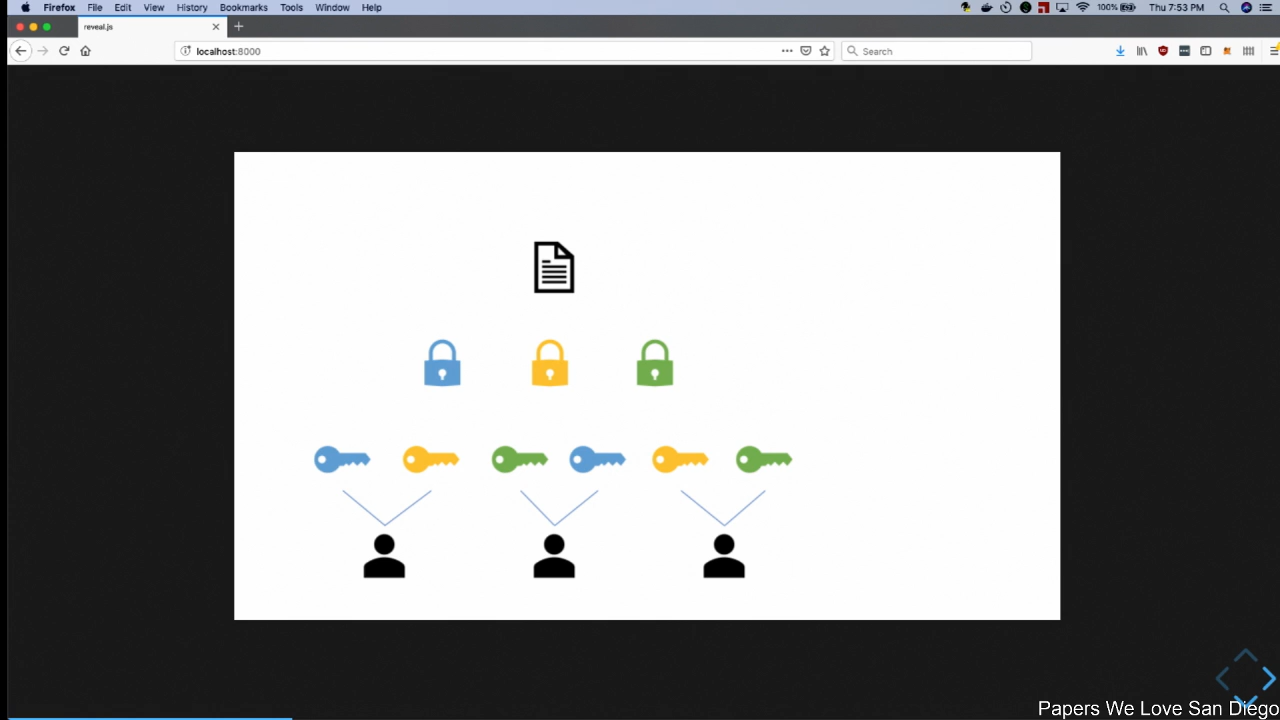 Firefox File Edit View History Bookmarks Tools Window Help 100% Thu 7:53 PM
reveal.js
localhost:8000 Search
Papers We Love San Diego